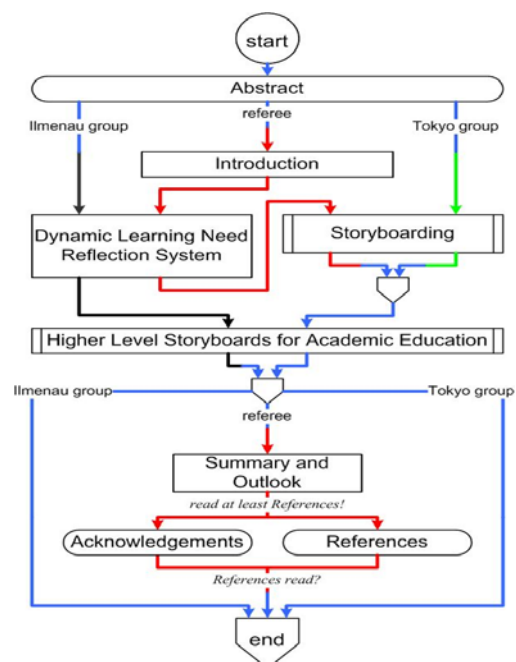 start
Abstract
Ilmenau group
referee
Tokyo group
Introduction
Dynamic Learning Need
Reflection System
Storyboarding
Higher Level Storyboards for Academic Education
Ilmenau group
Tokyo group
referee
Summary and
Outlook
read at least References!
Acknowledgements
References
References read?
end